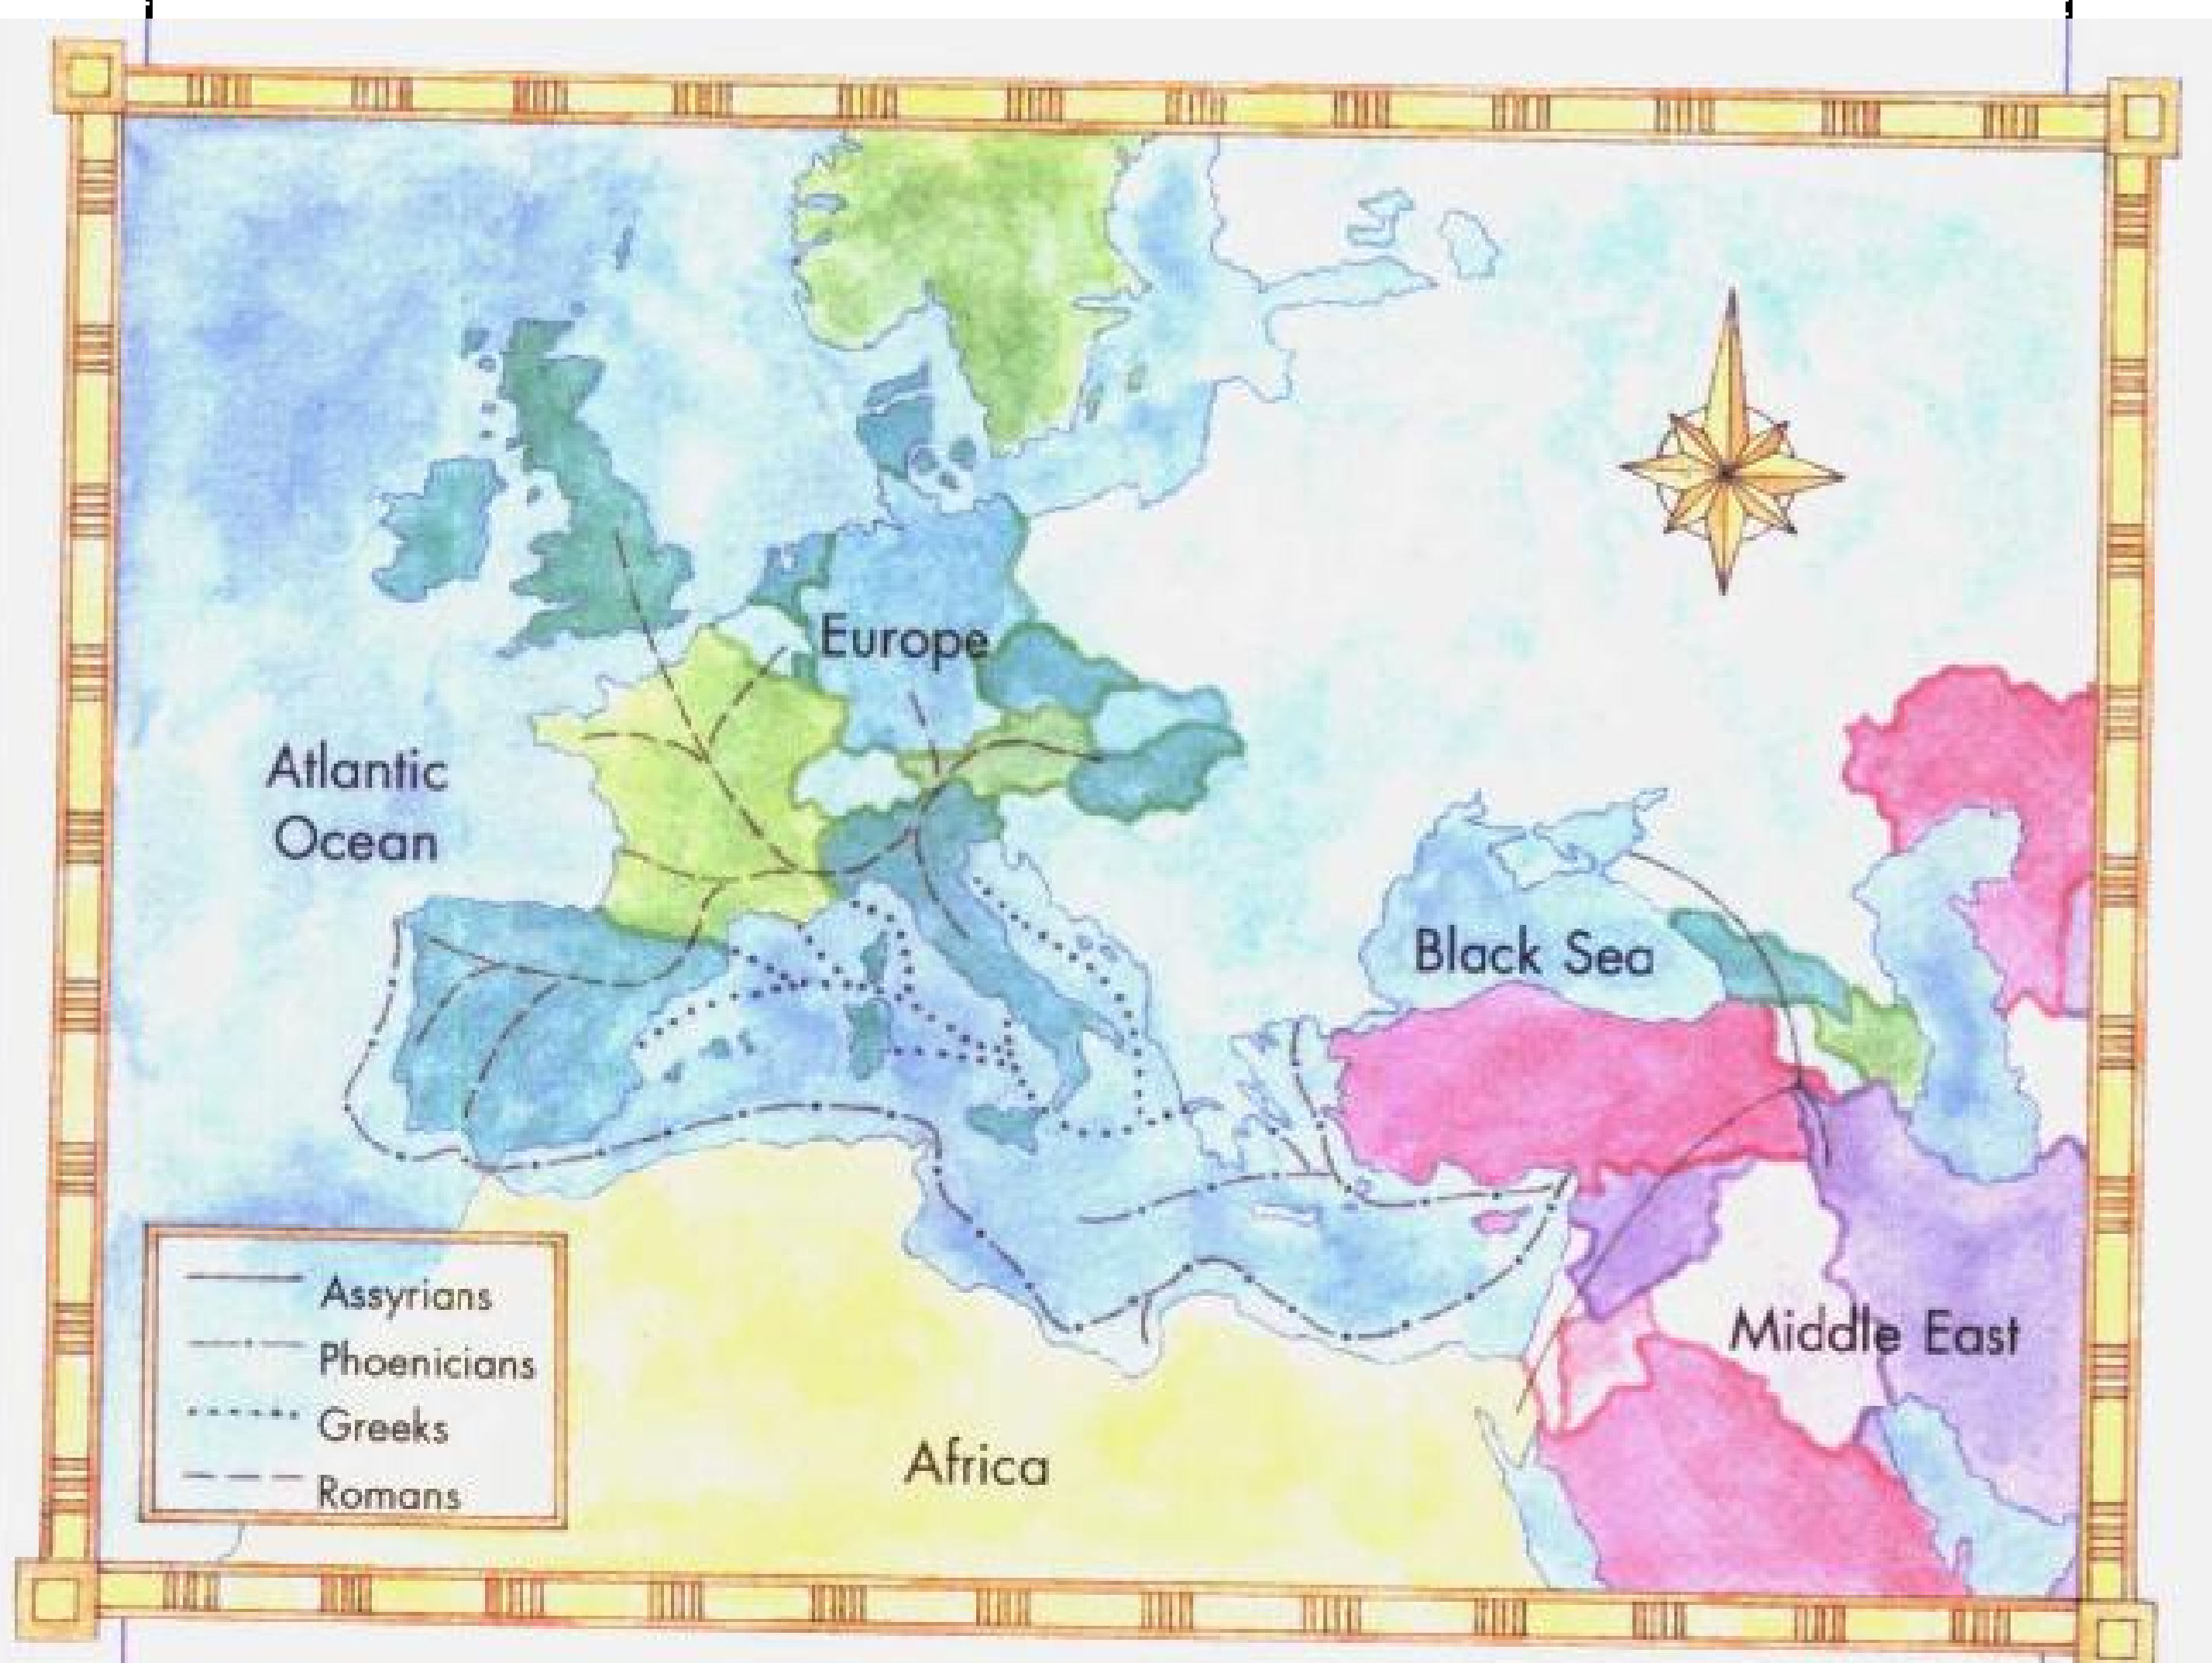 Europe
Atlantic
Ocean
Black Sea
Middle East
Africa
Assyrians
Phoenicians
Greeks
Romans